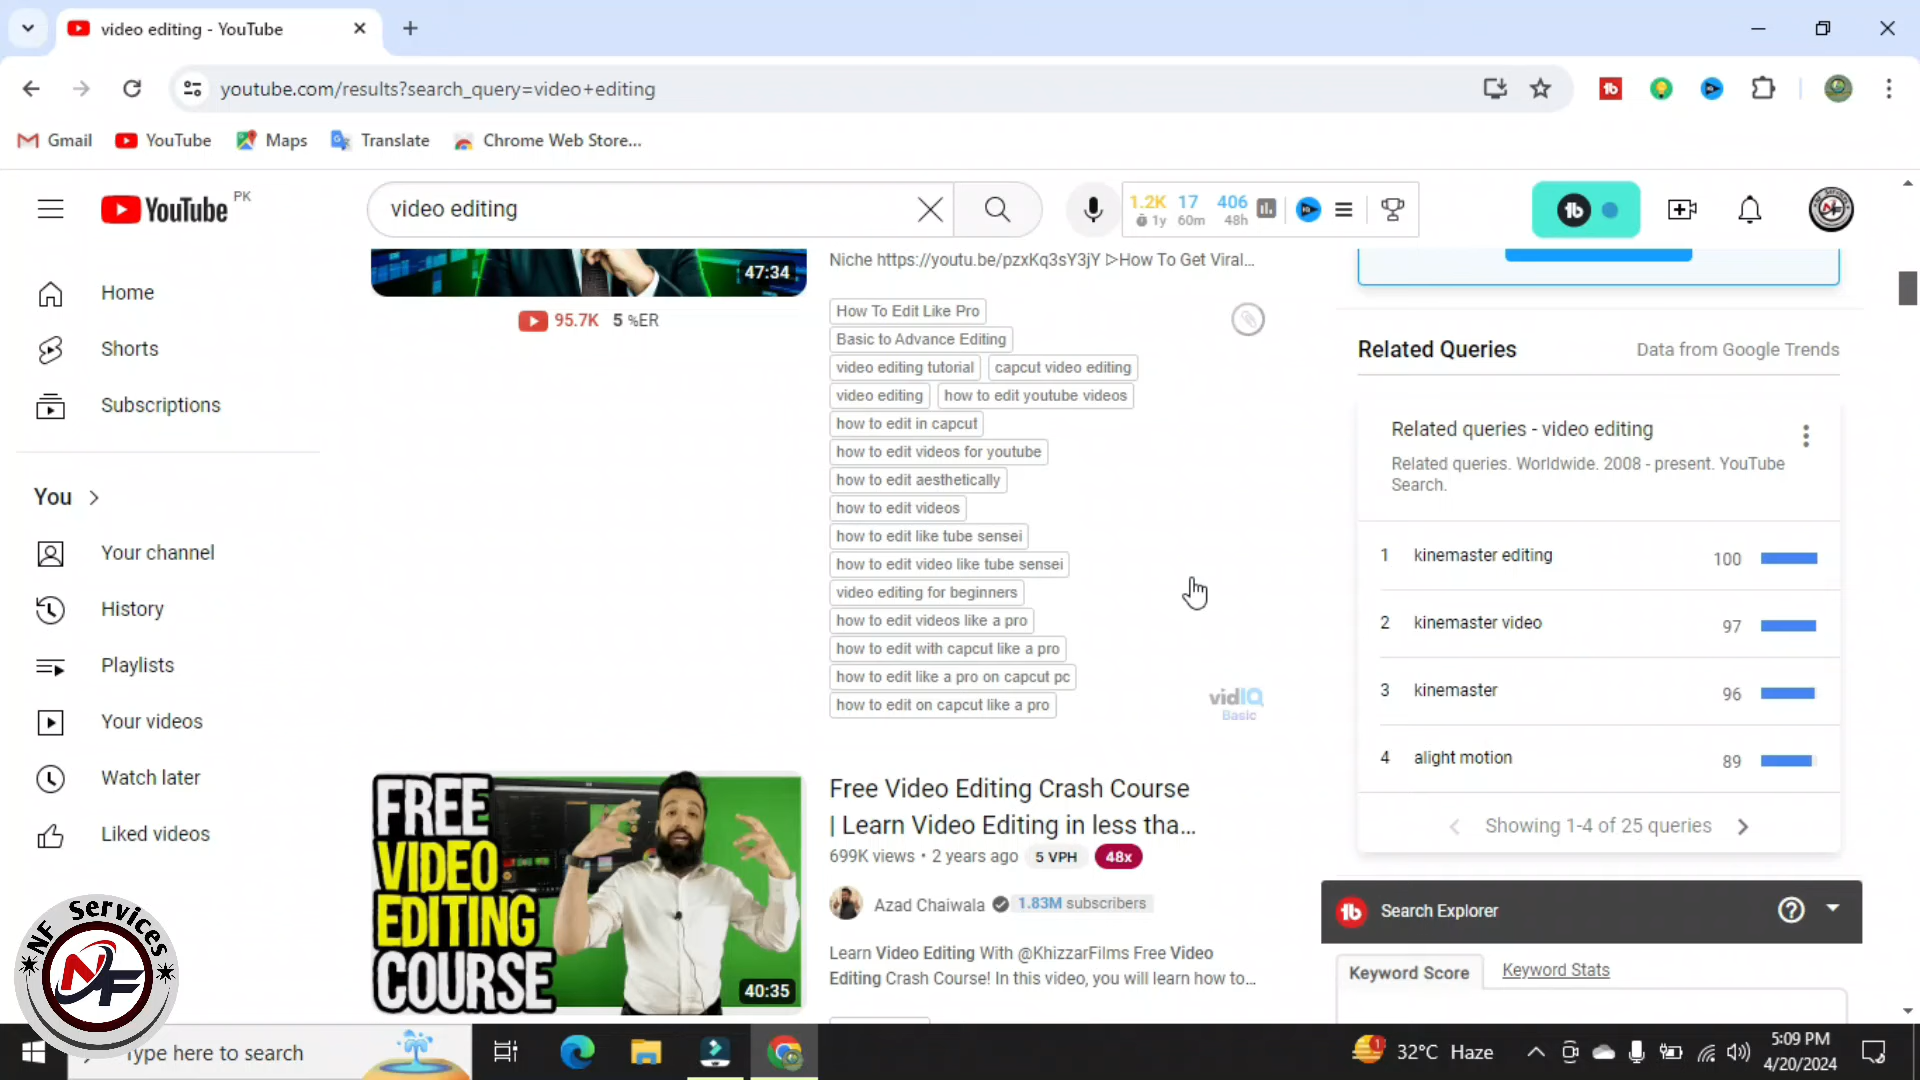 video editing - YouTube
youtube.com/results?search_query=video+editing
Gmail
YouTube
Maps
Translate
Chrome Web Store...
YouTube PK
video editing
1.2K 17 406
1y 60m 48h
Home
Shorts
Subscriptions
You
Your channel
History
Playlists
Your videos
Watch later
Liked videos
47:34
95.7K 5 %ER
Niche https://youtu.be/pzxKq3sY3jY ▷How To Get Viral...
How To Edit Like Pro
Basic to Advance Editing
video editing tutorial capcut video editing
video editing how to edit youtube videos
how to edit in capcut
how to edit videos for youtube
how to edit aesthetically
how to edit videos
how to edit like tube sensei
how to edit video like tube sensei
video editing for beginners
how to edit videos like a pro
how to edit with capcut like a pro
how to edit like a pro on capcut pc
how to edit on capcut like a pro
vidIQ
Basic
FREE
VIDEO
EDITING
COURSE
40:35
Free Video Editing Crash Course
| Learn Video Editing in less tha...
699K views • 2 years ago 5 VPH 48x
Azad Chaiwala 1.83M subscribers
Learn Video Editing With @KhizzarFilms Free Video
Editing Crash Course! In this video, you will learn how to...
Related Queries Data from Google Trends
Related queries - video editing
Related queries. Worldwide. 2008 - present. YouTube
Search.
1 kinemaster editing 100
2 kinemaster video 97
3 kinemaster 96
4 alight motion 89
Showing 1-4 of 25 queries
Search Explorer
Keyword Score Keyword Stats
NF Services
NF
Type here to search
1
32°C Haze
5:09 PM
4/20/2024